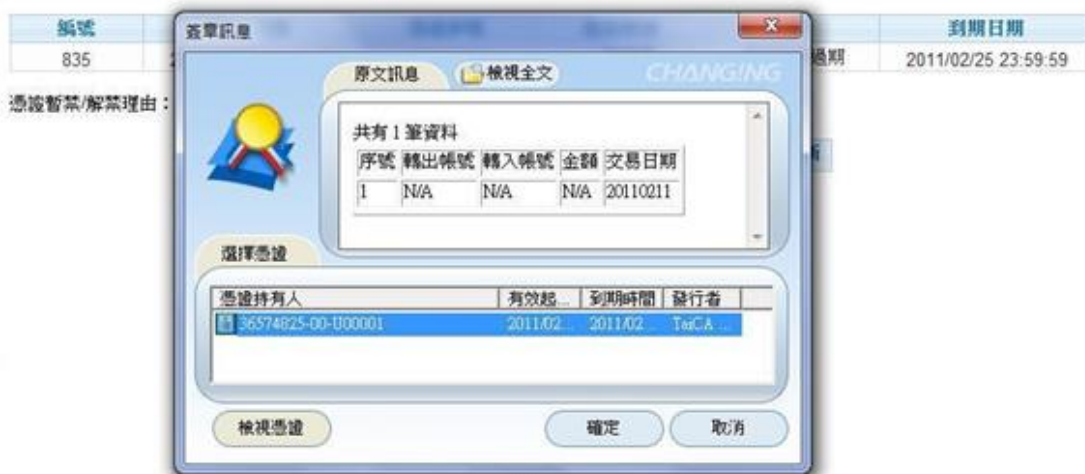 編號
到期日期
835
2
過期
2011/02/25 23:59:59
憑證暫禁/解禁理由：
簽章訊息
原文訊息
檢視全文
CHANGING
共有 1 筆資料
序號 轉出帳號 轉入帳號 金額 交易日期
1 N/A N/A N/A 20110211
選擇憑證
憑證持有人 有效起... 到期時間 發行者
36574825-00-U00001 2011/02... 2011/02... TaiCA ...
檢視憑證
確定
取消